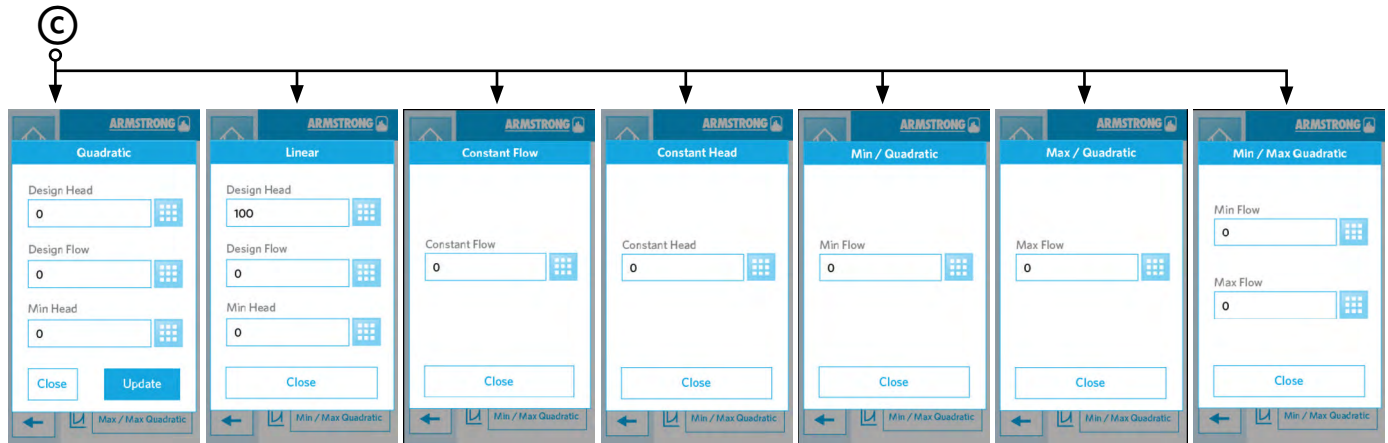 C
ARMSTRONG
Quadratic
Design Head
0
Design Flow
0
Min Head
0
Close
Update
Max / Max Quadratic
ARMSTRONG
Linear
Design Head
100
Design Flow
0
Min Head
0
Close
Min / Max Quadratic
ARMSTRONG
Constant Flow
Constant Flow
0
Close
Min / Max Quadratic
ARMSTRONG
Constant Head
Constant Head
0
Close
Min / Max Quadratic
ARMSTRONG
Min / Quadratic
Min Flow
0
Close
Min / Max Quadratic
ARMSTRONG
Max / Quadratic
Max Flow
0
Close
Min / Max Quadratic
ARMSTRONG
Min / Max Quadratic
Min Flow
0
Max Flow
0
Close
Min / Max Quadratic